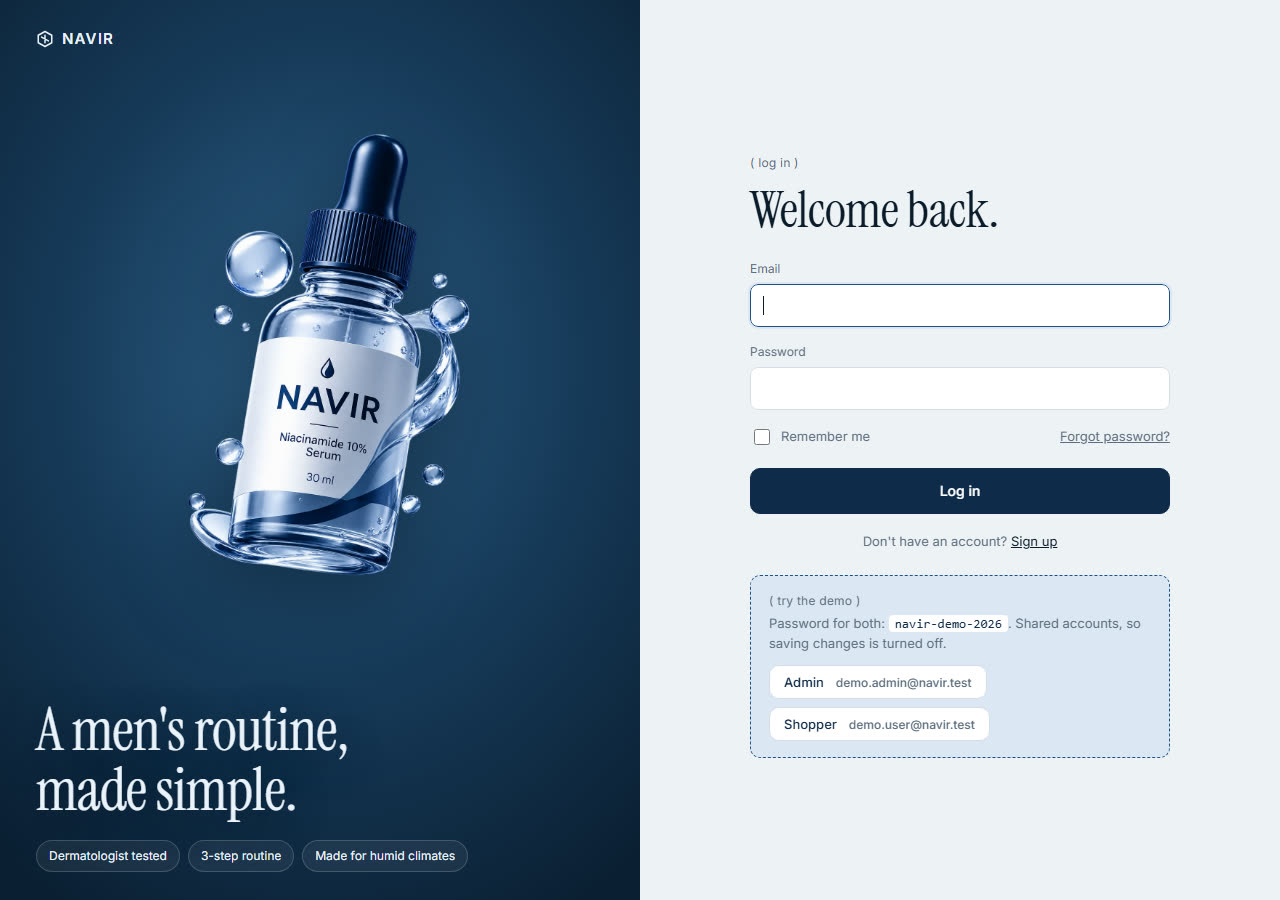 NAVIR
NAVIR
Niacinamide 10%
Serum
30 ml
A men's routine,
made simple.
Dermatologist tested
3-step routine
Made for humid climates
( log in )
Welcome back.
Email
Password
Remember me
Forgot password?
Log in
Don't have an account? Sign up
( try the demo )
Password for both: navir-demo-2026. Shared accounts, so
saving changes is turned off.
Admin demo.admin@navir.test
Shopper demo.user@navir.test